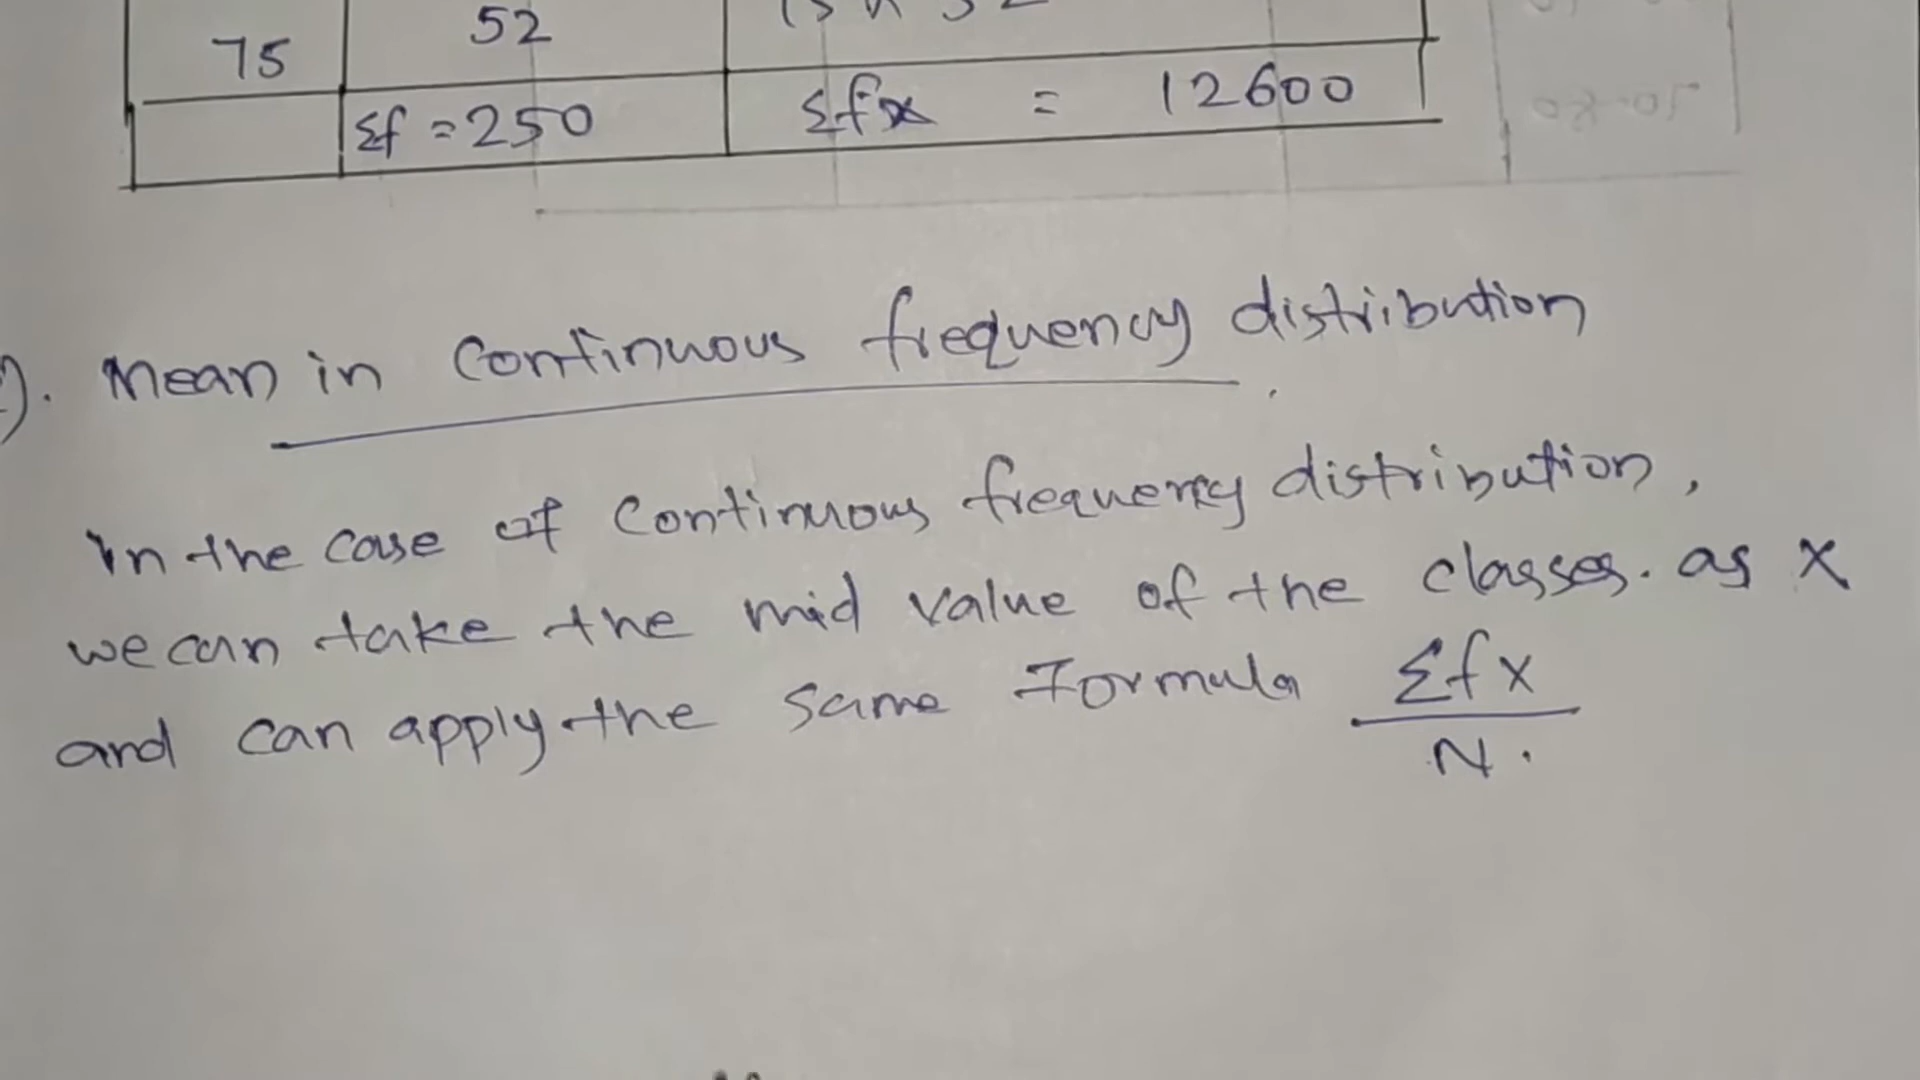 75 52
Σf = 250 Σfx = 12600
). Mean in Continuous frequency distribution
In the case of Continuous frequency distribution,
we can take the mid value of the classes. as X
and can apply the same Formula Σfx
N.